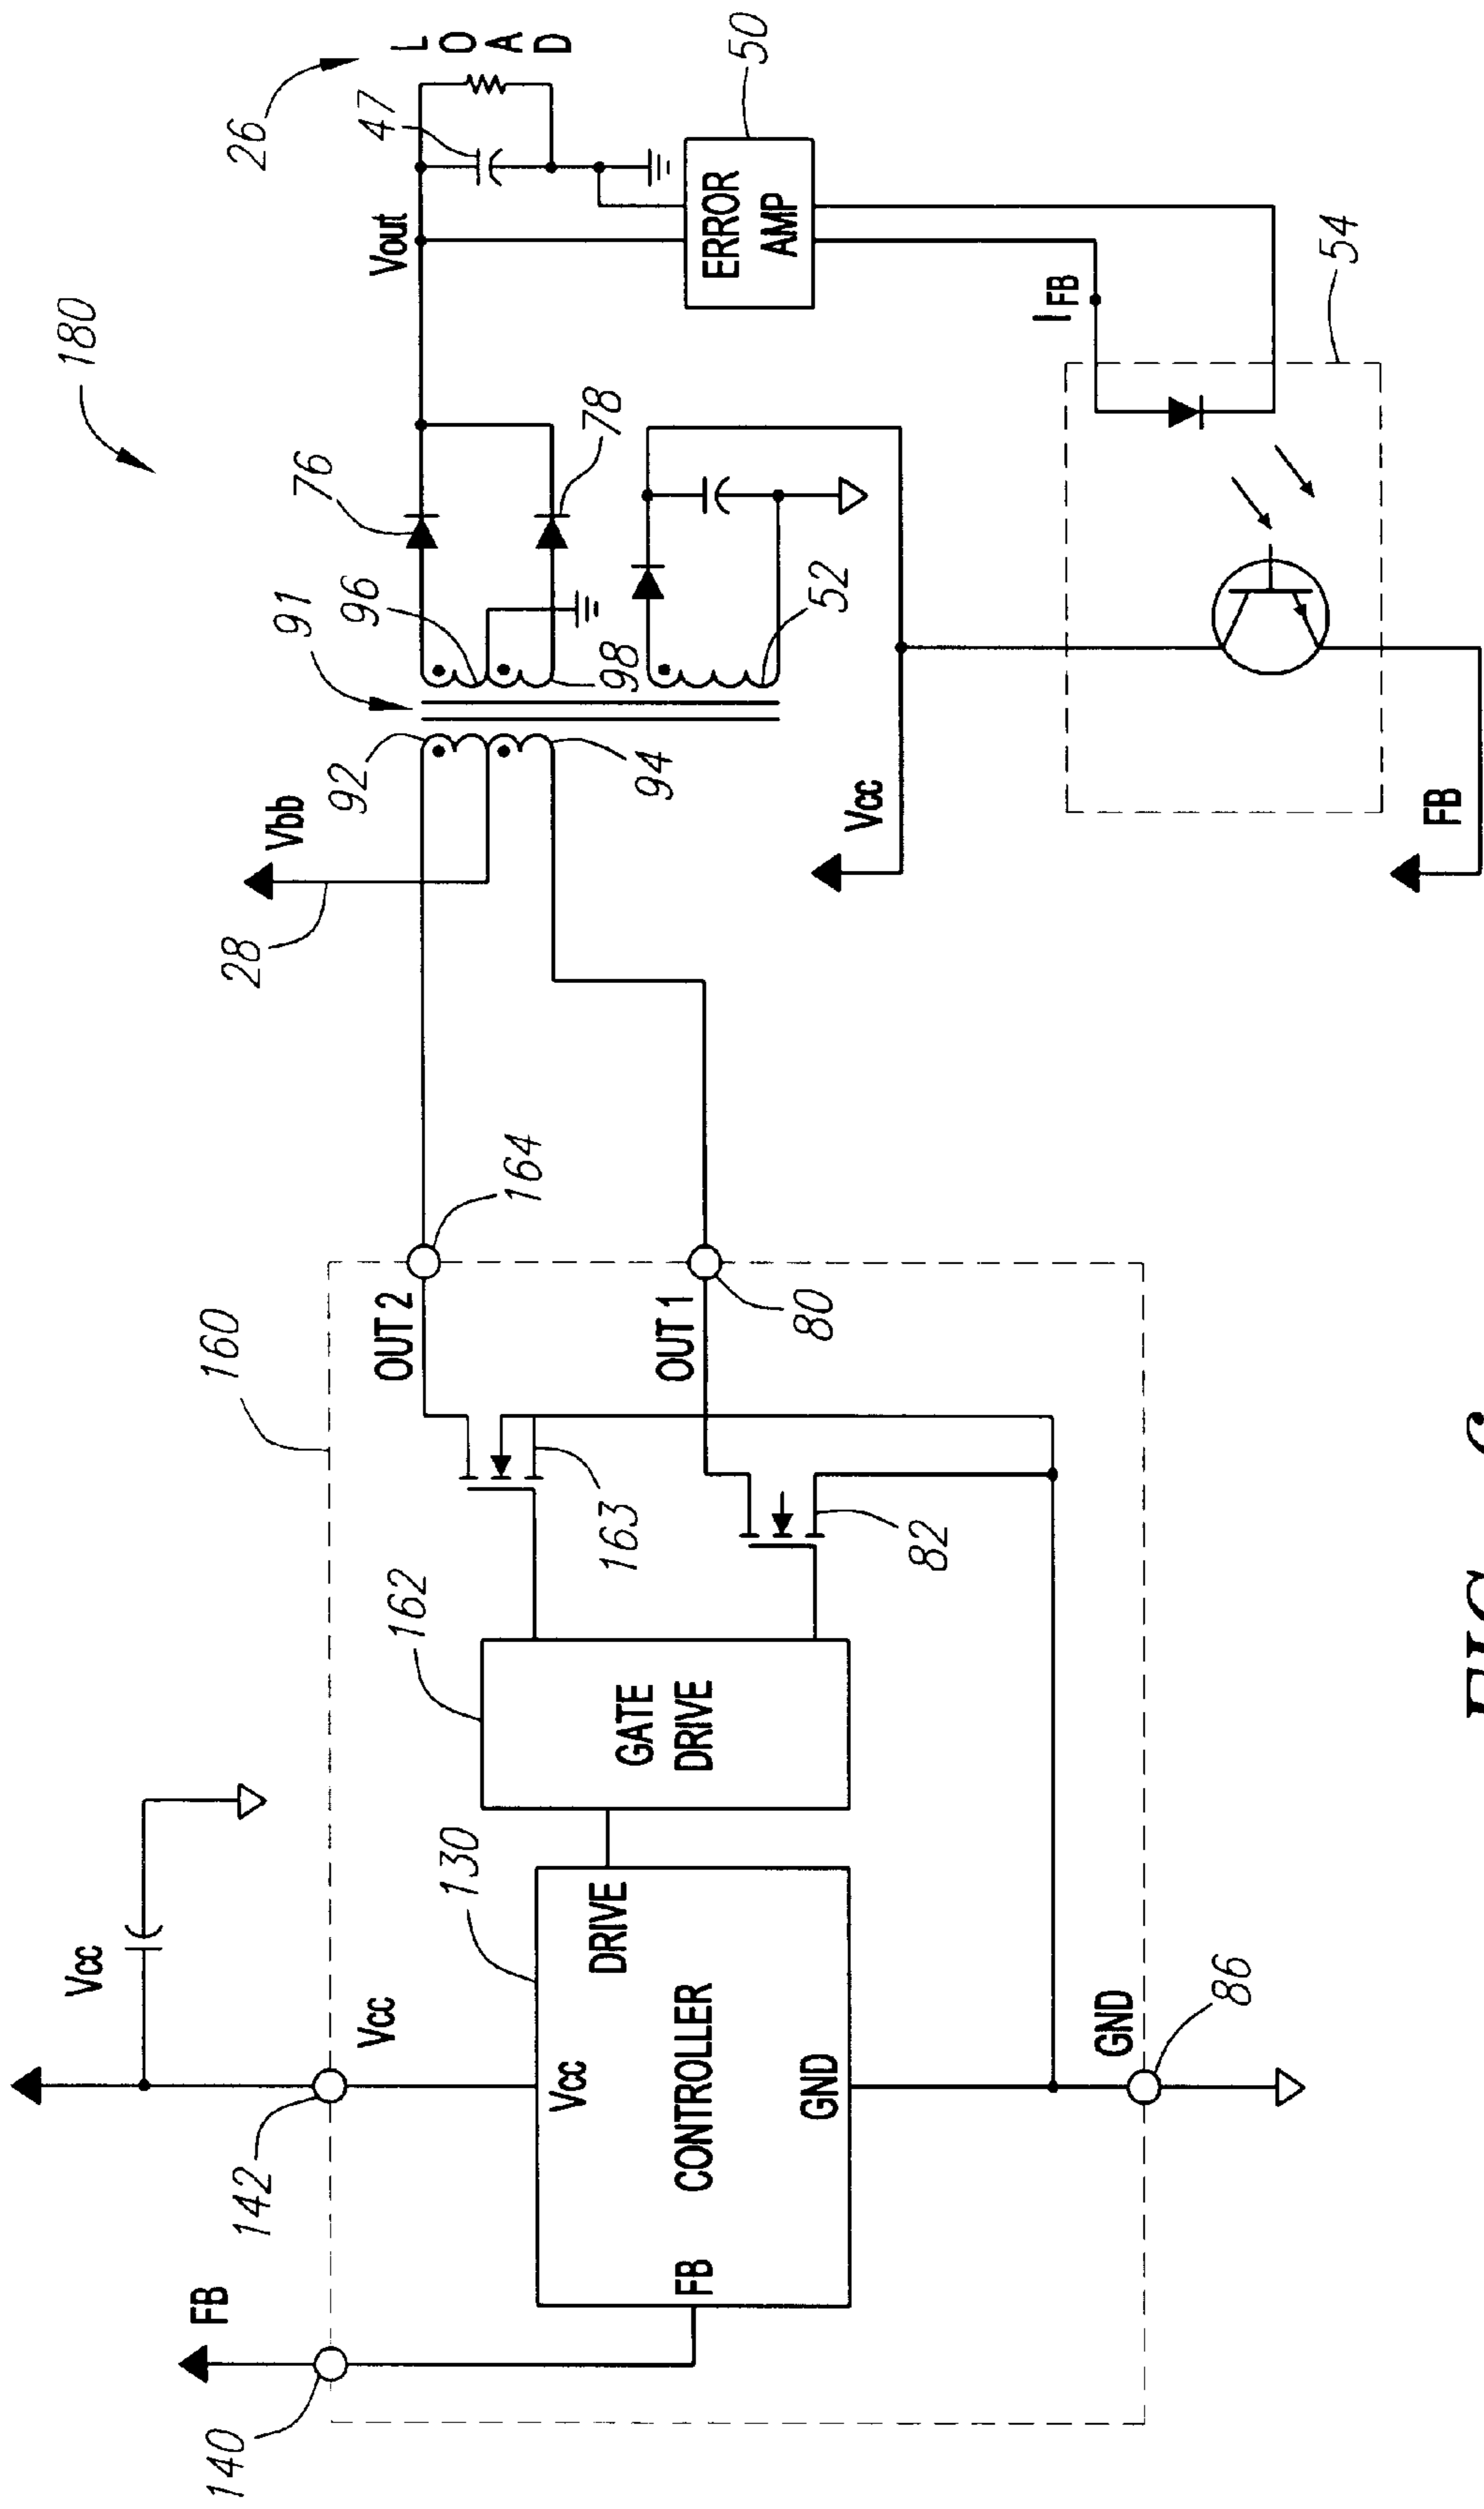 180
26
LOAD
47
Vout
50
ERROR
AMP
IFB
54
76
78
91
96
98
52
92
94
Vbb
28
Vcc
FB
160
164
OUT 2
OUT 1
80
163
82
162
GATE
DRIVE
130
DRIVE
Vcc
CONTROLLER
GND
FB
Vcc
Vcc
142
FB
140
GND
86